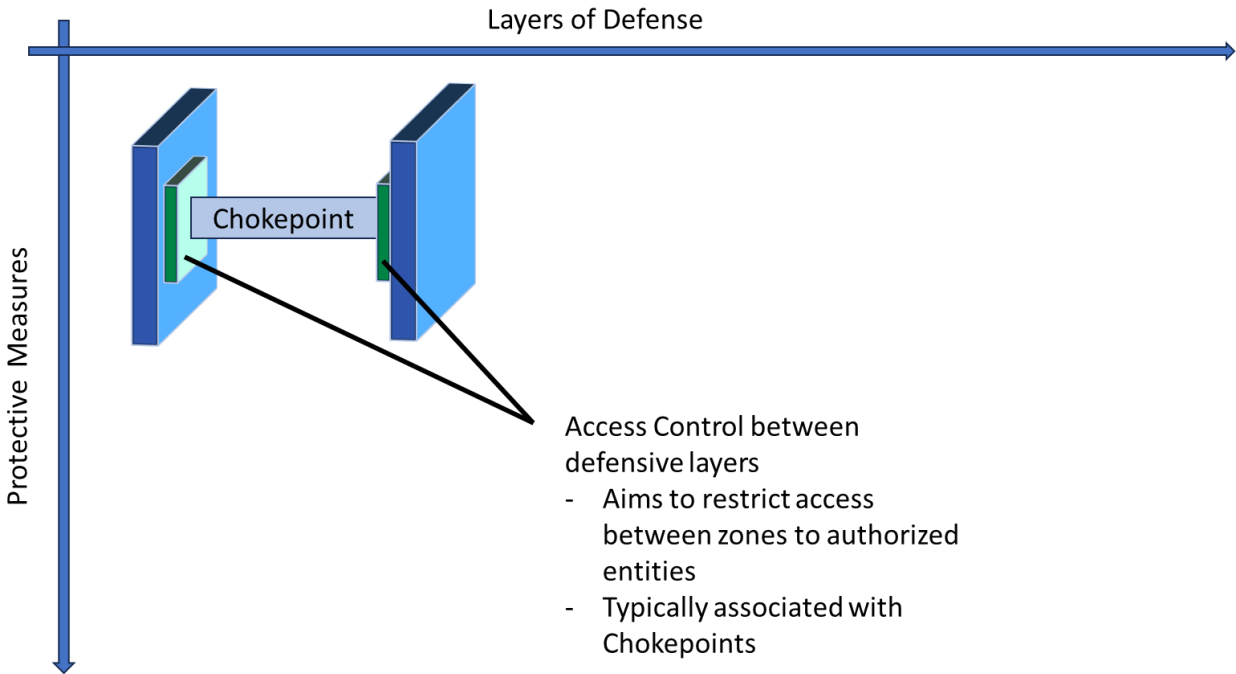 Layers of Defense
Protective Measures
Chokepoint
Access Control between
defensive layers
- Aims to restrict access
between zones to authorized
entities
- Typically associated with
Chokepoints